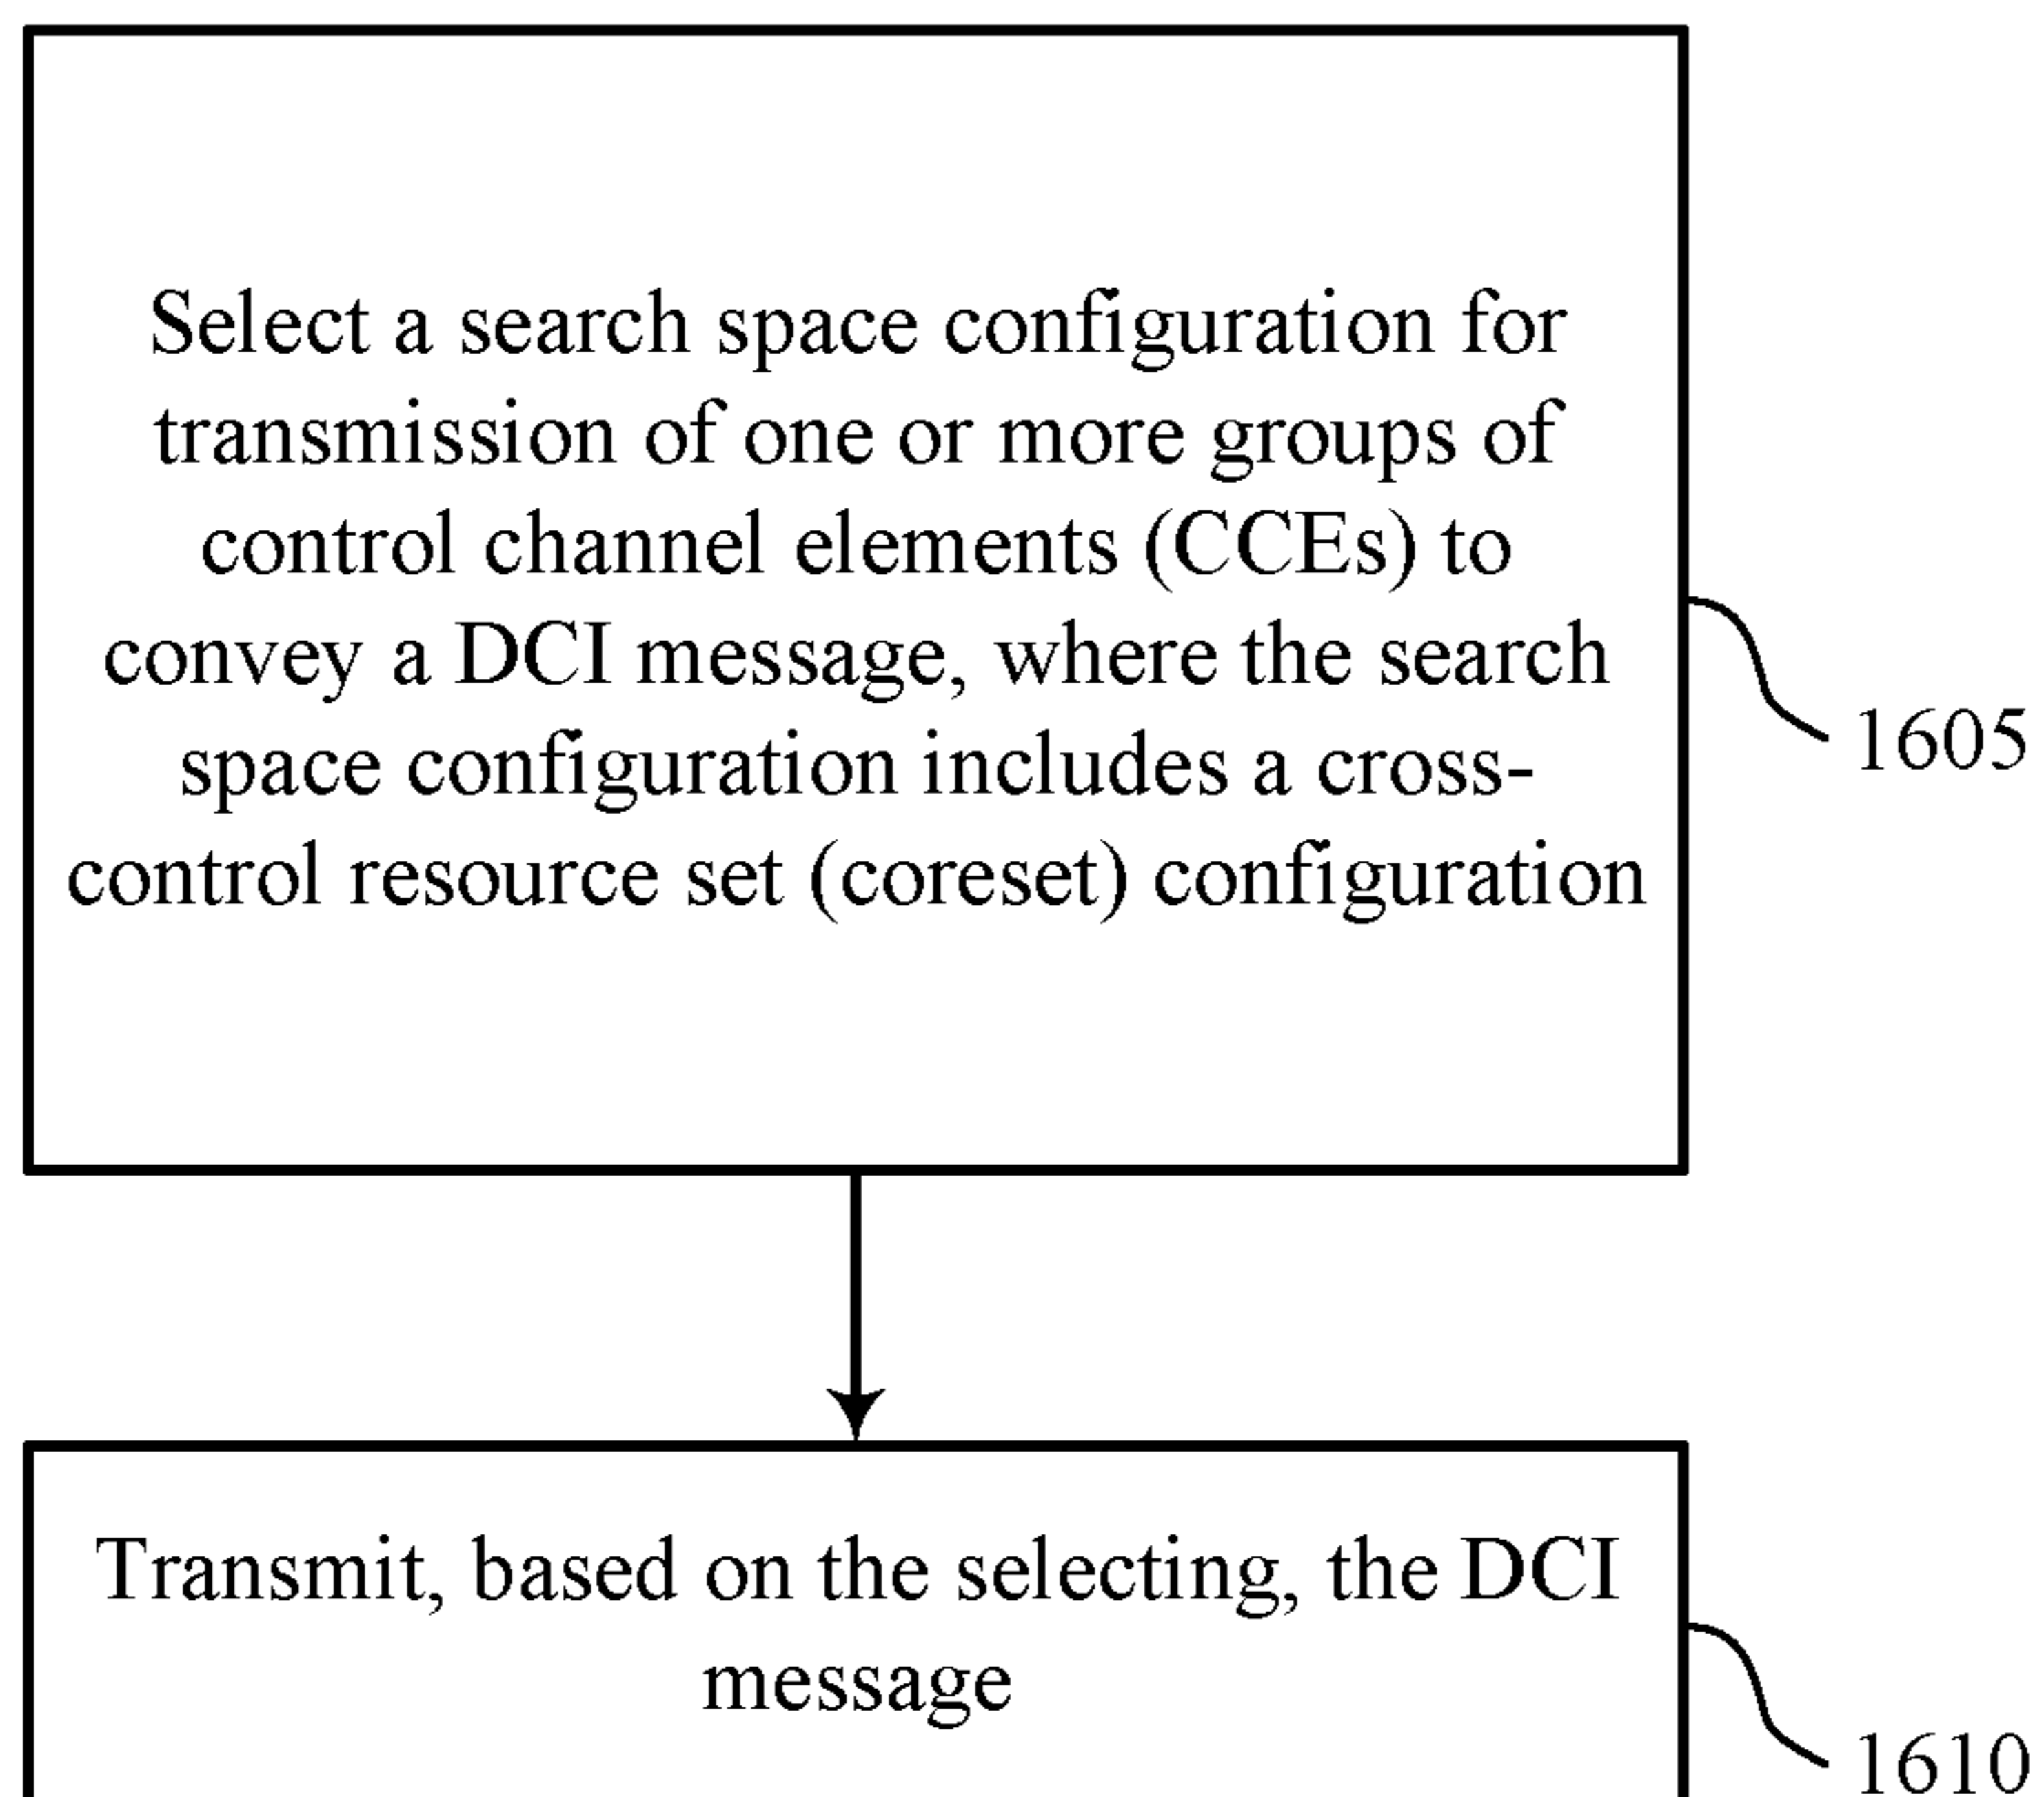 Select a search space configuration for
transmission of one or more groups of
control channel elements (CCEs) to
convey a DCI message, where the search
space configuration includes a cross-
control resource set (coreset) configuration
1605
Transmit, based on the selecting, the DCI
message
1610